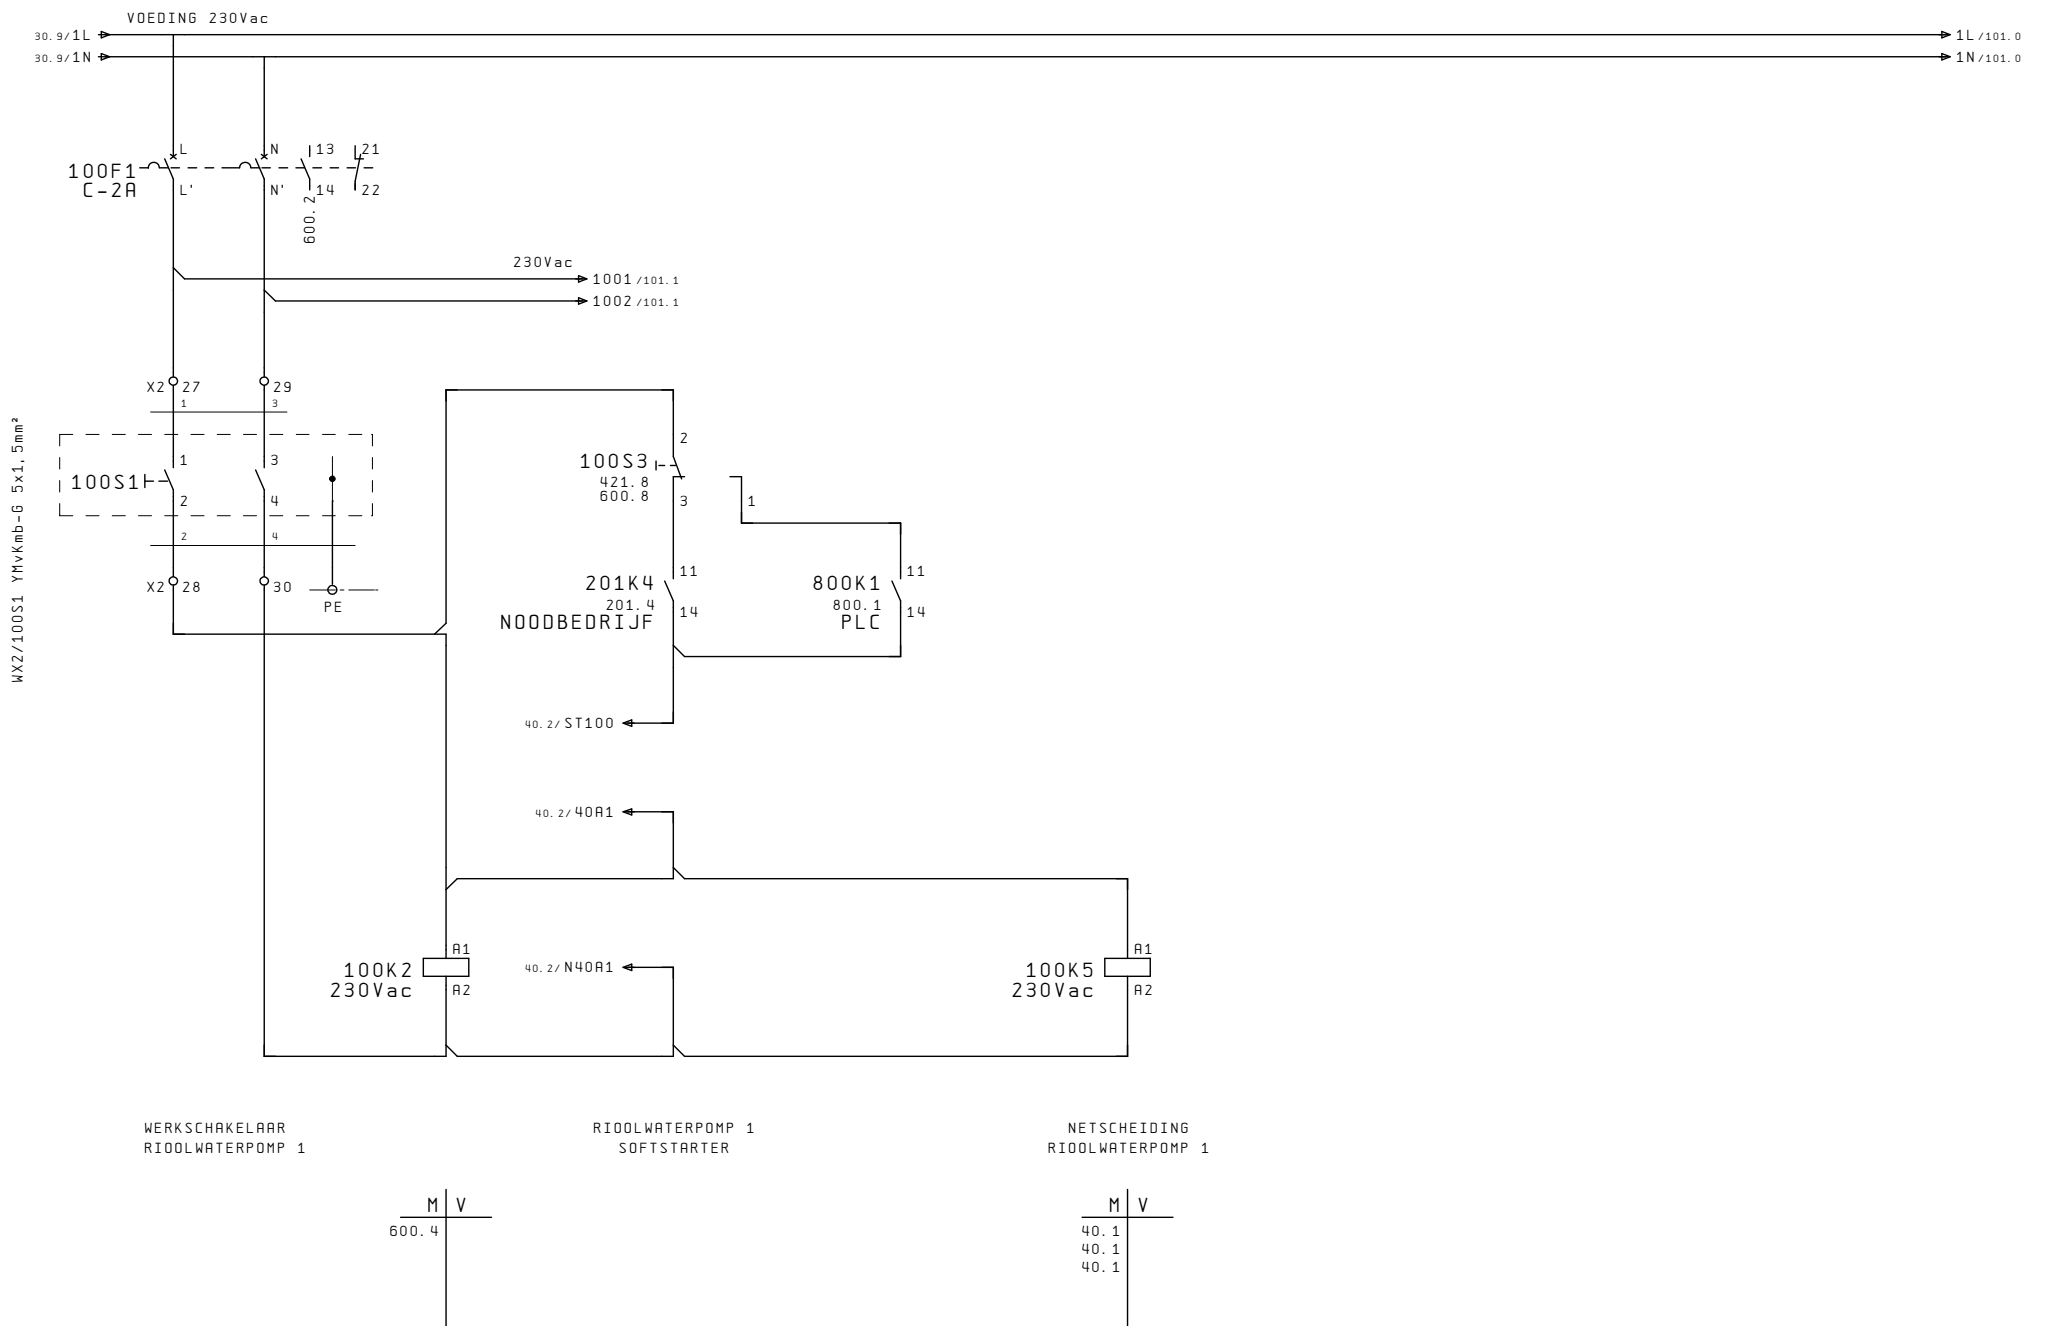 VOEDING 230Vac
30.9/1L
1L/101.0
30.9/1N
1N/101.0
L
N
13
21
100F1
C-2A
L'
N'
14
22
600.2
230Vac
1001/101.1
1002/101.1
X2
27
29
1
3
WX2/100S1 YMvKmb-G 5x1,5mm²
1
3
100S1
2
4
2
4
X2
28
30
PE
2
100S3
421.8
600.8
3
1
11
201K4
201.4
14
NOODBEDRIJF
11
800K1
800.1
14
PLC
40.2/ST100
40.2/40A1
A1
100K2
230Vac
A2
40.2/N40A1
A1
100K5
230Vac
A2
WERKSCHAKELAAR
RIOOLWATERPOMP 1
RIOOLWATERPOMP 1
SOFTSTARTER
NETSCHEIDING
RIOOLWATERPOMP 1
M V
600.4
M V
40.1
40.1
40.1